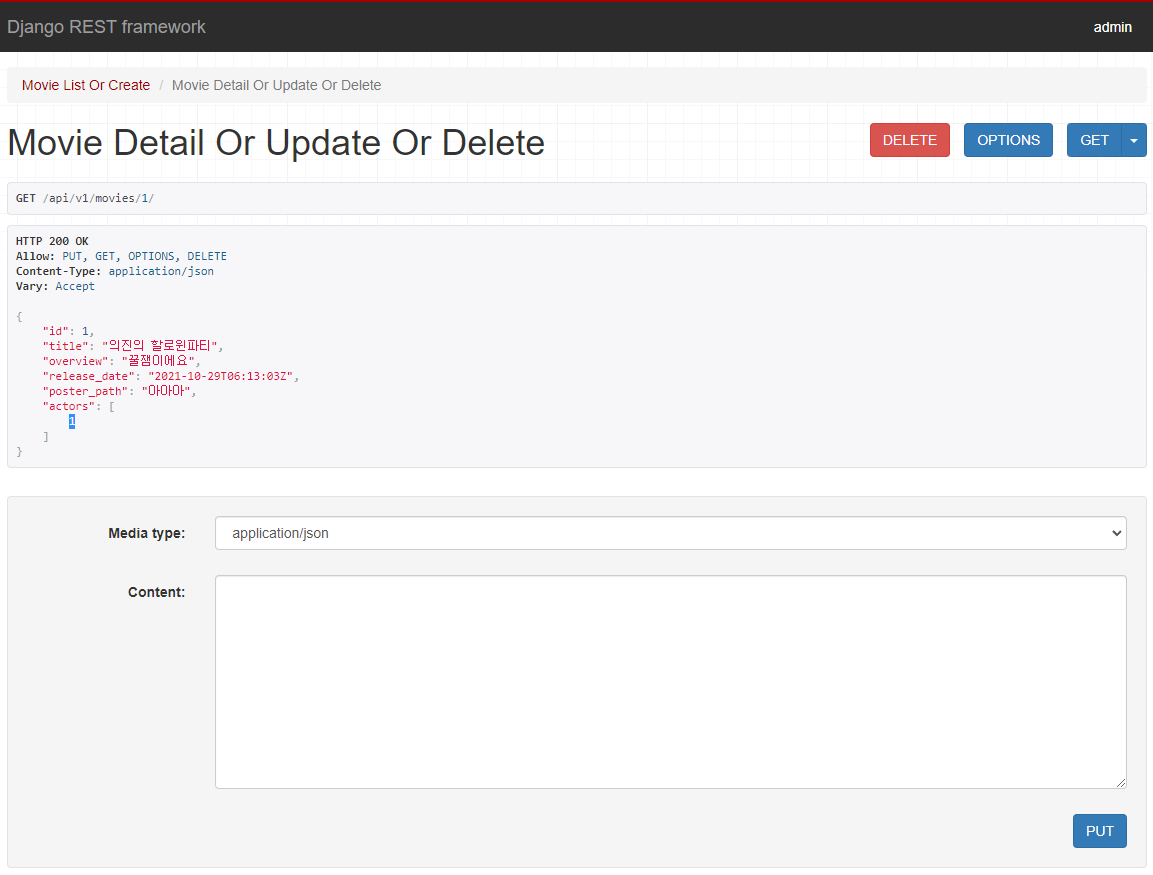 Django REST framework
admin
Movie List Or Create / Movie Detail Or Update Or Delete
Movie Detail Or Update Or Delete
DELETE
OPTIONS
GET
GET /api/v1/movies/1/
HTTP 200 OK
Allow: PUT, GET, OPTIONS, DELETE
Content-Type: application/json
Vary: Accept
{
"id": 1,
"title": "의진의 할로윈파티",
"overview": "꿀잼이에요",
"release_date": "2021-10-29T06:13:03Z",
"poster_path": "아아아",
"actors": [
1
]
}
Media type:
application/json
Content:
PUT